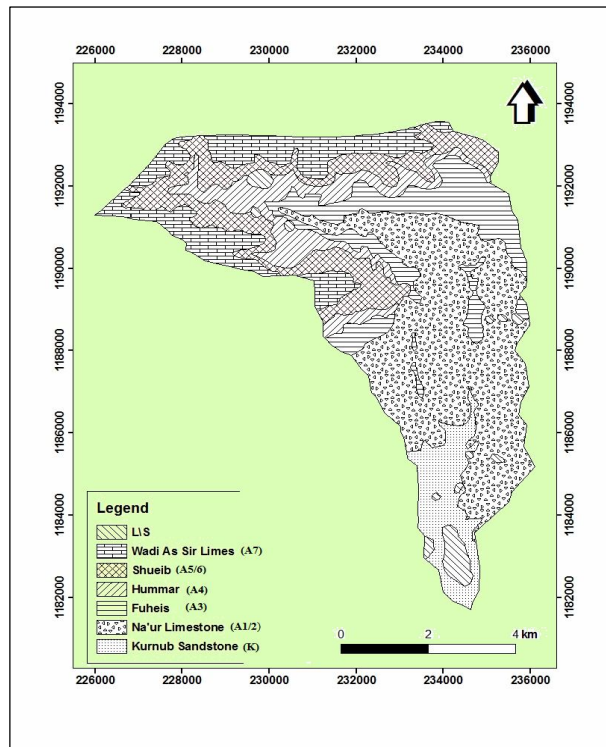 226000 228000 230000 232000 234000 236000
1194000 1194000
1192000 1192000
1190000 1190000
1188000 1188000
1186000 1186000
1184000 1184000
1182000 1182000
Legend
L\S
Wadi As Sir Limes (A7)
Shueib (A5/6)
Hummar (A4)
Fuheis (A3)
Na'ur Limestone (A1/2)
Kurnub Sandstone (K)
0 2 4 km
226000 228000 230000 232000 234000 236000